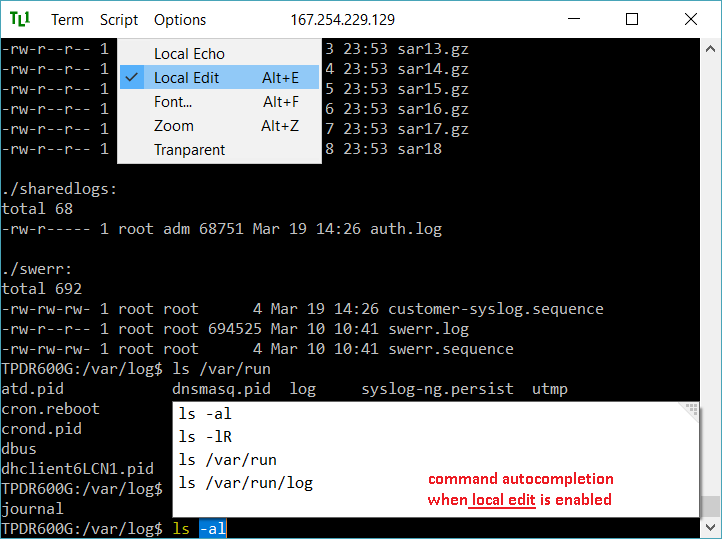 TL1 Term Script Options 167.254.229.129
Local Echo
Local Edit Alt+E
Font... Alt+F
Zoom Alt+Z
Tranparent
-rw-r--r-- 1 3 23:53 sar13.gz
-rw-r--r-- 1 4 23:53 sar14.gz
-rw-r--r-- 1 5 23:53 sar15.gz
-rw-r--r-- 1 6 23:53 sar16.gz
-rw-r--r-- 1 7 23:53 sar17.gz
-rw-r--r-- 1 8 23:53 sar18
./sharedlogs:
total 68
-rw-r----- 1 root adm 68751 Mar 19 14:26 auth.log
./swerr:
total 692
-rw-rw-rw- 1 root root      4 Mar 19 14:26 customer-syslog.sequence
-rw-r--r-- 1 root root 694525 Mar 10 10:41 swerr.log
-rw-rw-rw- 1 root root      4 Mar 10 10:41 swerr.sequence
TPDR600G:/var/log$ ls /var/run
atd.pid            dnsmasq.pid  log     syslog-ng.persist  utmp
cron.reboot
crond.pid
dbus
dhclient6LCN1.pid
TPDR600G:/var/log$
journal
TPDR600G:/var/log$ ls -al
ls -al
ls -lR
ls /var/run
ls /var/run/log
command autocompletion
when local edit is enabled